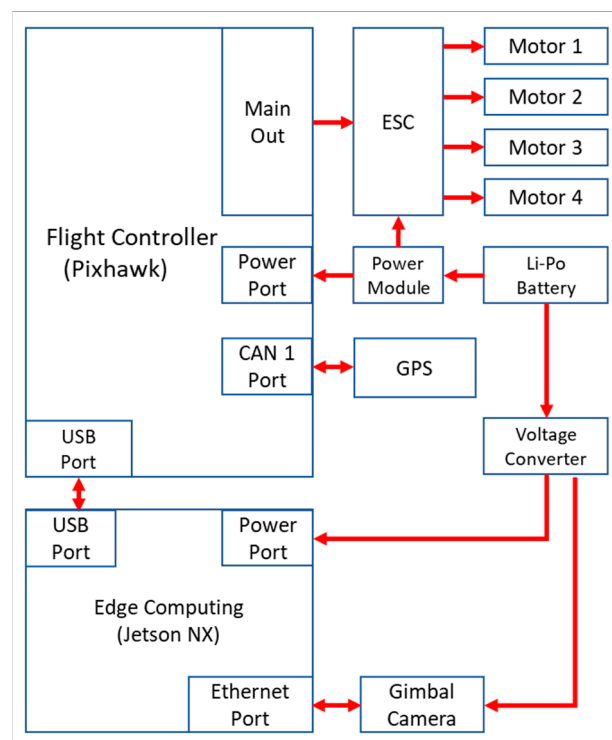 Main
Out
ESC
Motor 1
Motor 2
Motor 3
Motor 4
Flight Controller
(Pixhawk)
Power
Port
Power
Module
Li-Po
Battery
CAN 1
Port
GPS
USB
Port
Voltage
Converter
USB
Port
Power
Port
Edge Computing
(Jetson NX)
Ethernet
Port
Gimbal
Camera